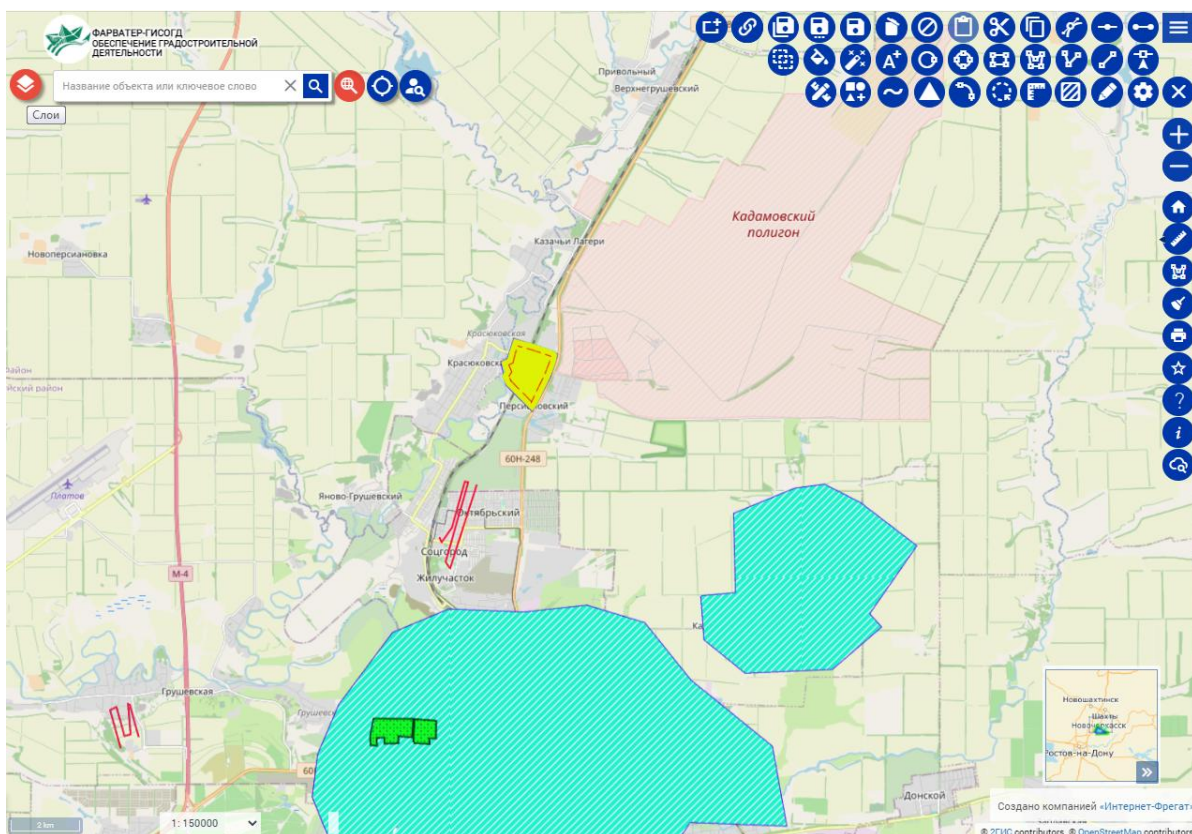 ФАРВАТЕР-ГИСОГД
ОБЕСПЕЧЕНИЕ ГРАДОСТРОИТЕЛЬНОЙ
ДЕЯТЕЛЬНОСТИ
Название объекта или ключевое слово
Слои
Привольный
Верхнегрушевский
Кадамовский
полигон
Казачьи Лагери
Новоперсиановка
Красюковская
Персиановский
60Н-248
Платов
Яново-Грушевский
Октябрьский
Соцгород
Жилучасток
М-4
Грушевская
Новошахтинск
Шахты
Новочеркасск
Ростов-на-Дону
Донской
2 km
1: 150000
Создано компанией «Интернет-Фрегат»
© 2ГИС contributors, © OpenStreetMap contributors